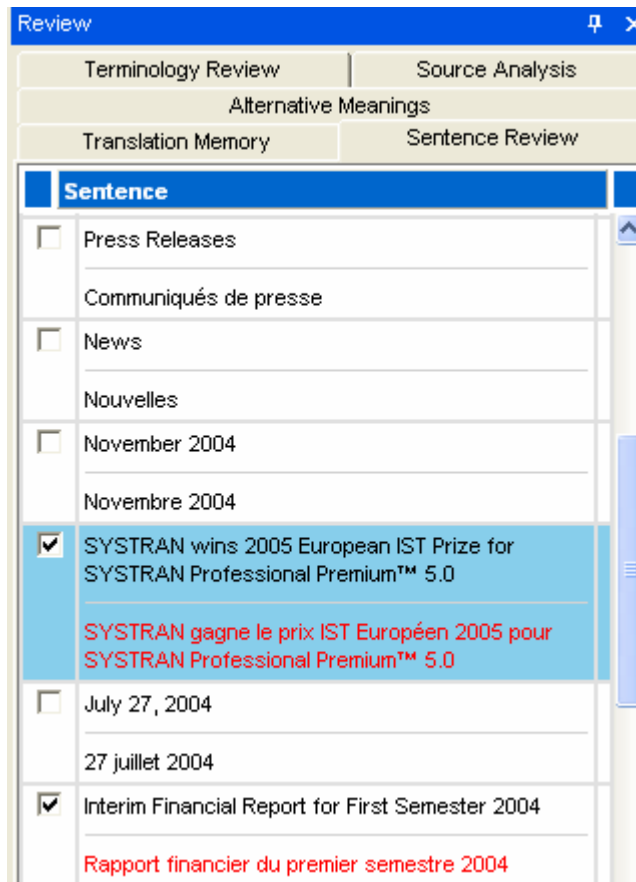 Review
Terminology Review
Source Analysis
Alternative Meanings
Translation Memory
Sentence Review
Sentence
Press Releases
Communiqués de presse
News
Nouvelles
November 2004
Novembre 2004
SYSTRAN wins 2005 European IST Prize for
SYSTRAN Professional Premium™ 5.0
SYSTRAN gagne le prix IST Européen 2005 pour
SYSTRAN Professional Premium™ 5.0
July 27, 2004
27 juillet 2004
Interim Financial Report for First Semester 2004
Rapport financier du premier semestre 2004